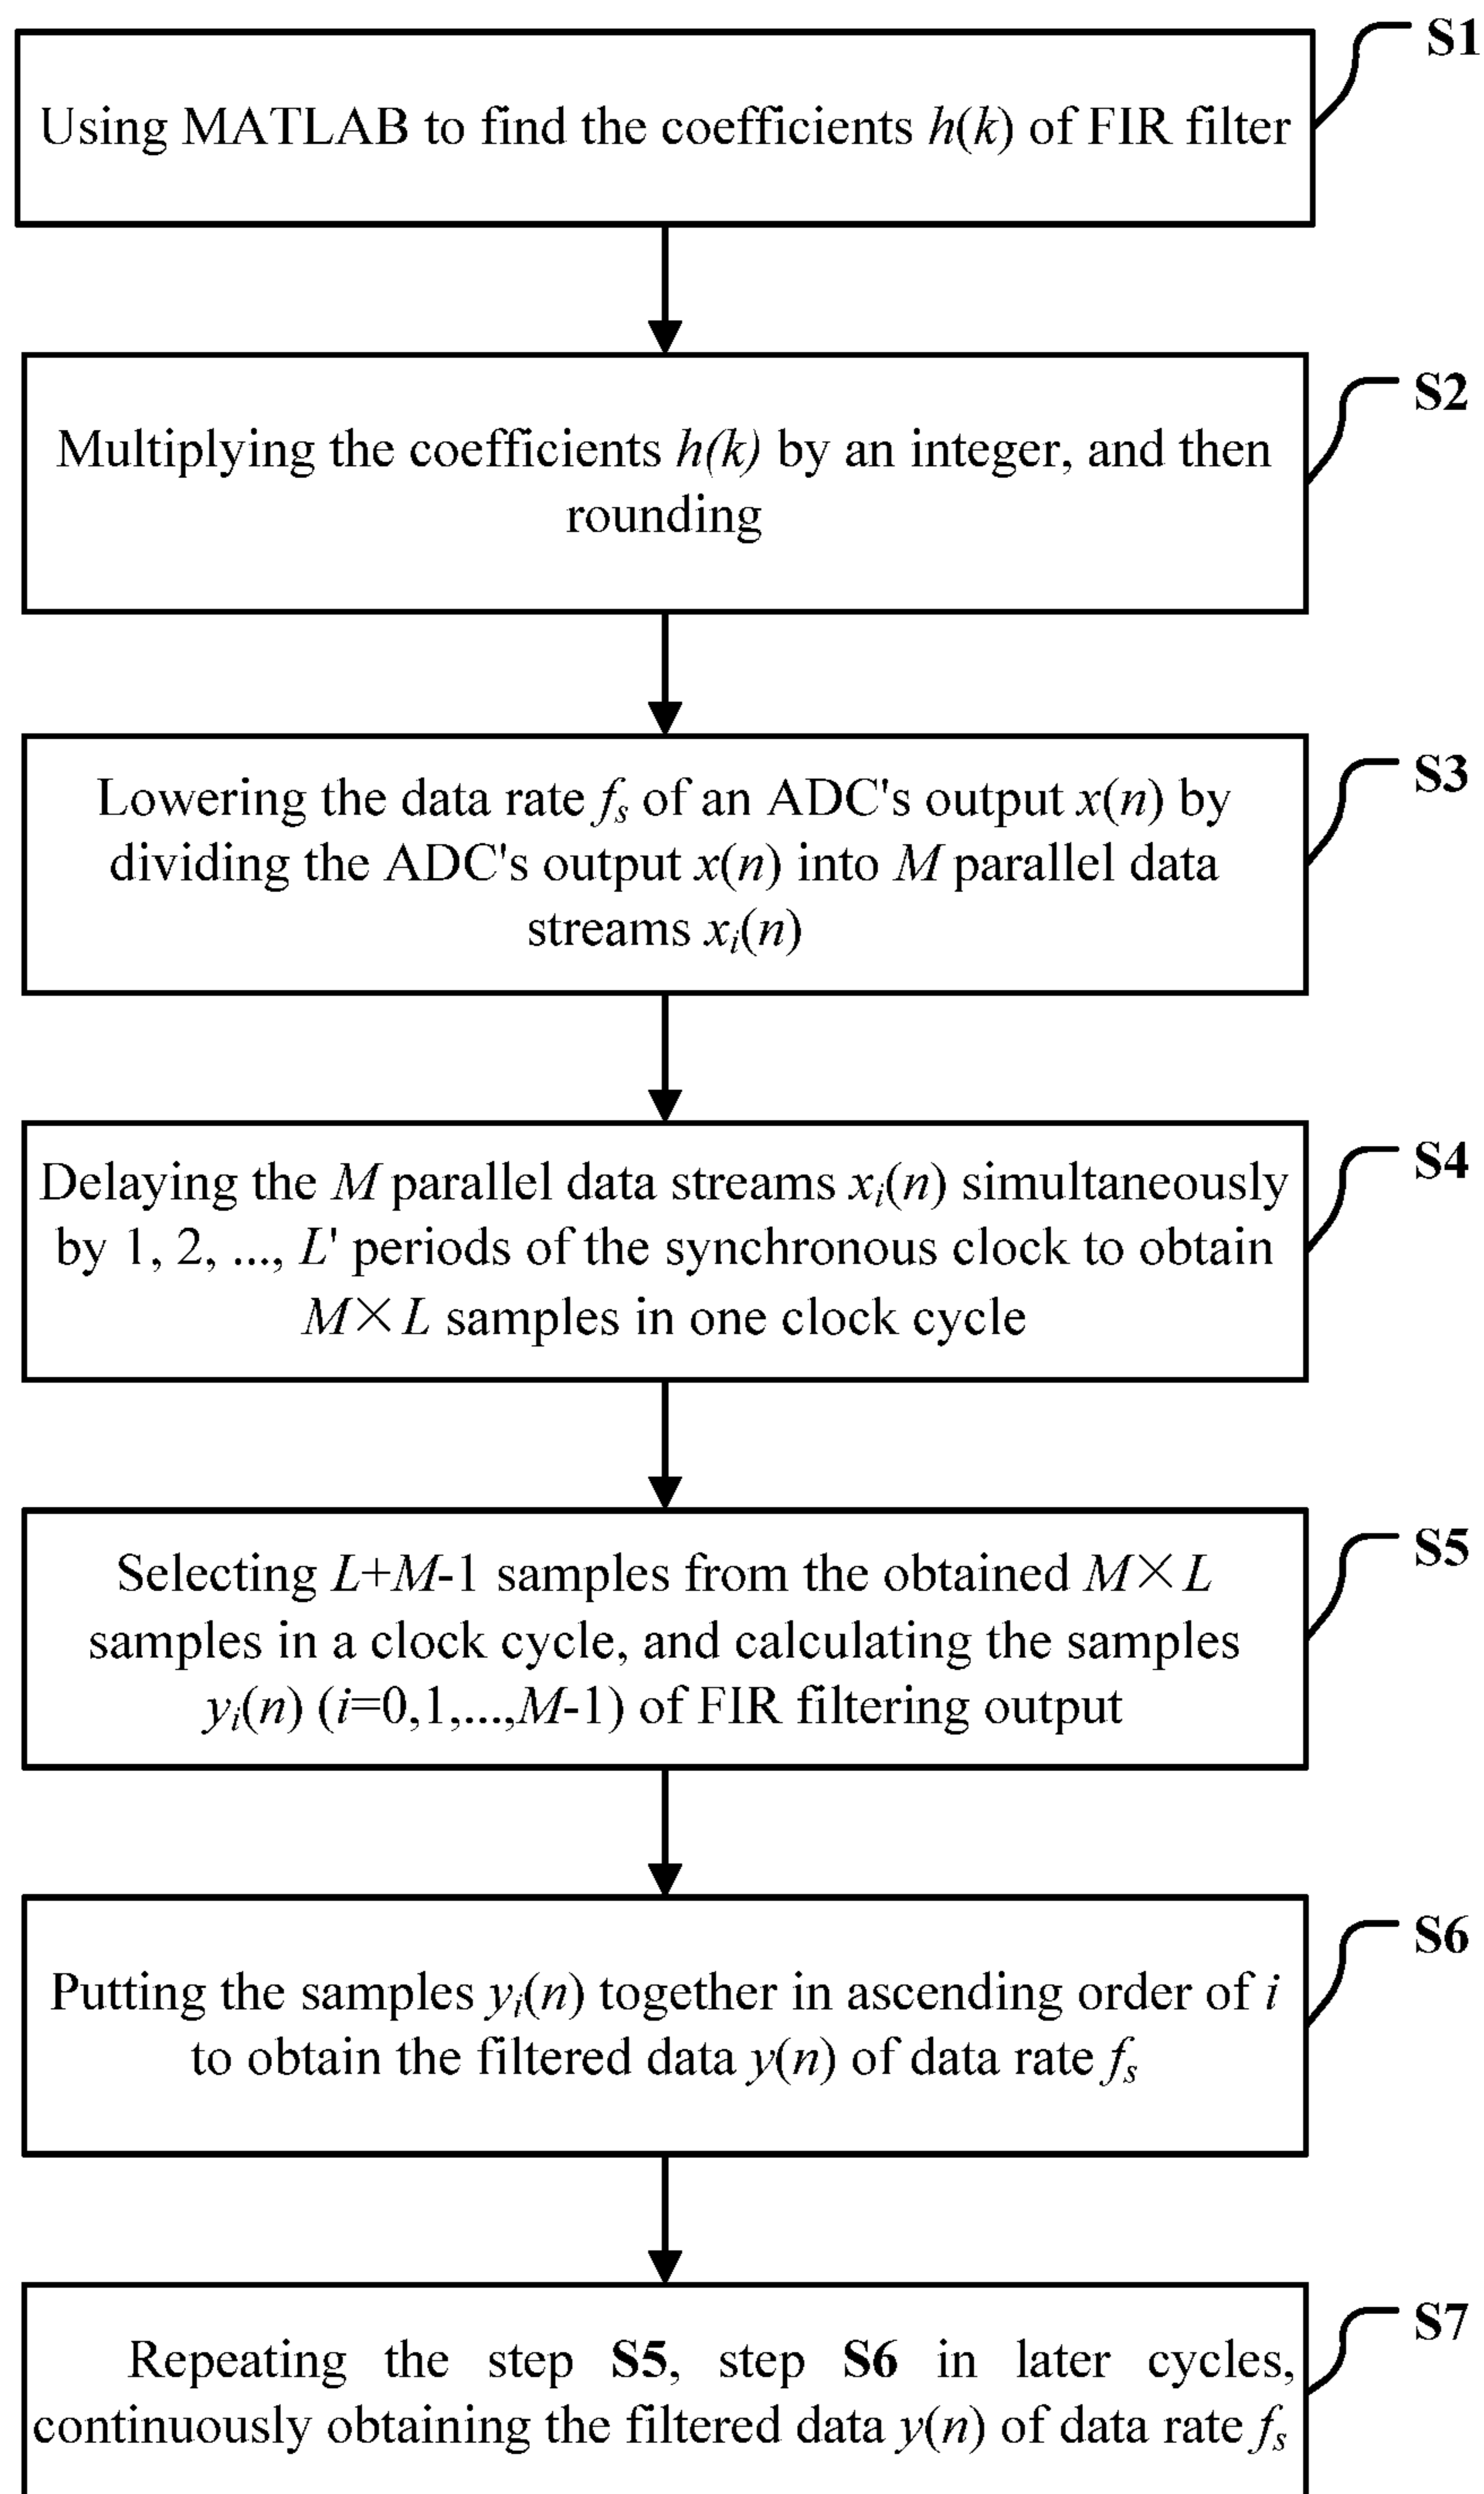 S1
Using MATLAB to find the coefficients h(k) of FIR filter
S2
Multiplying the coefficients h(k) by an integer, and then
rounding
S3
Lowering the data rate fs of an ADC's output x(n) by
dividing the ADC's output x(n) into M parallel data
streams xi(n)
S4
Delaying the M parallel data streams xi(n) simultaneously
by 1, 2, ..., L' periods of the synchronous clock to obtain
M×L samples in one clock cycle
S5
Selecting L+M-1 samples from the obtained M×L
samples in a clock cycle, and calculating the samples
yi(n) (i=0,1,...,M-1) of FIR filtering output
S6
Putting the samples yi(n) together in ascending order of i
to obtain the filtered data y(n) of data rate fs
S7
Repeating the step S5, step S6 in later cycles,
continuously obtaining the filtered data y(n) of data rate fs